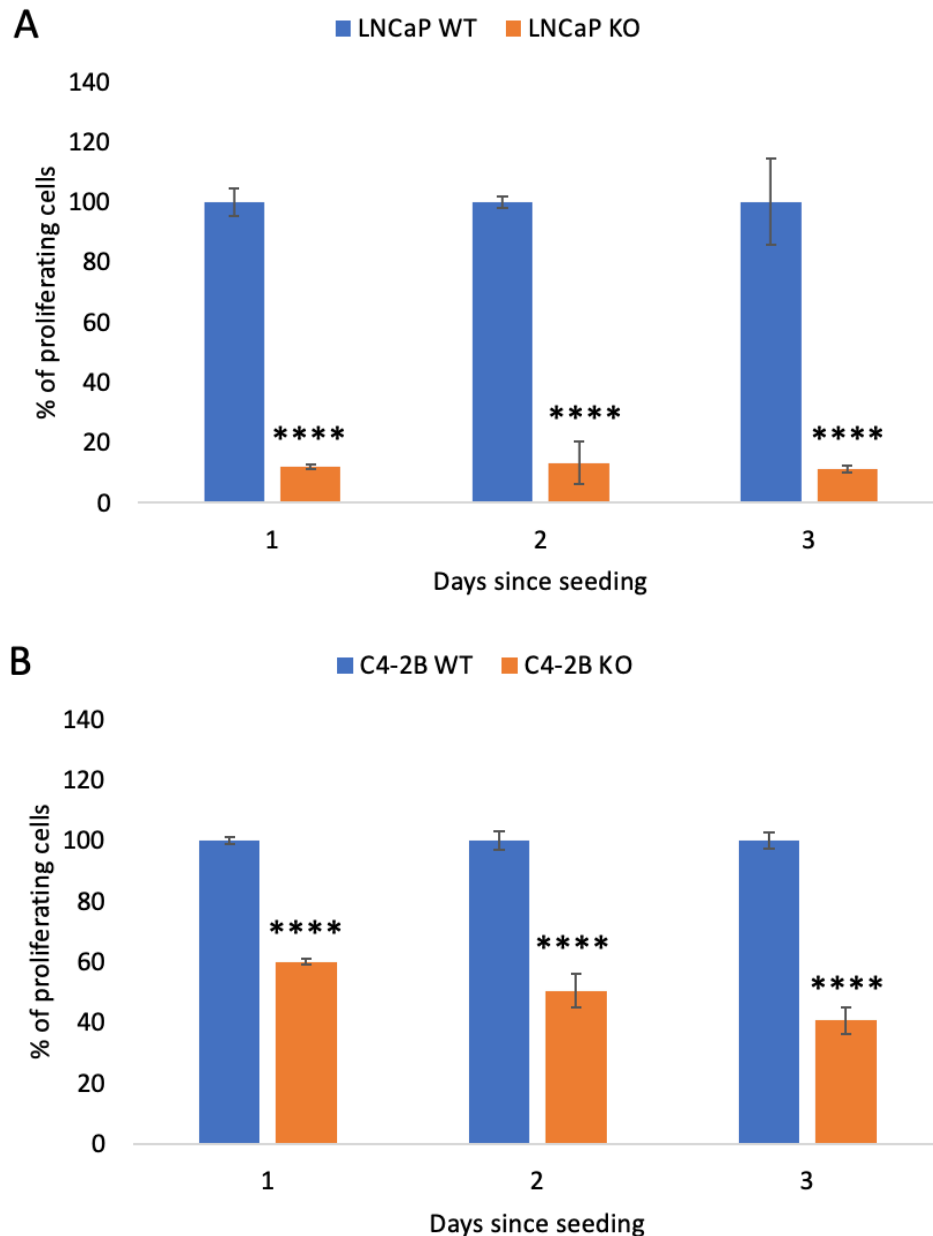 A
LNCaP WT LNCaP KO
% of proliferating cells
140
120
100
80
60
40
20
0
****
****
****
1 2 3
Days since seeding
B
C4-2B WT C4-2B KO
% of proliferating cells
140
120
100
80
60
40
20
0
****
****
****
1 2 3
Days since seeding